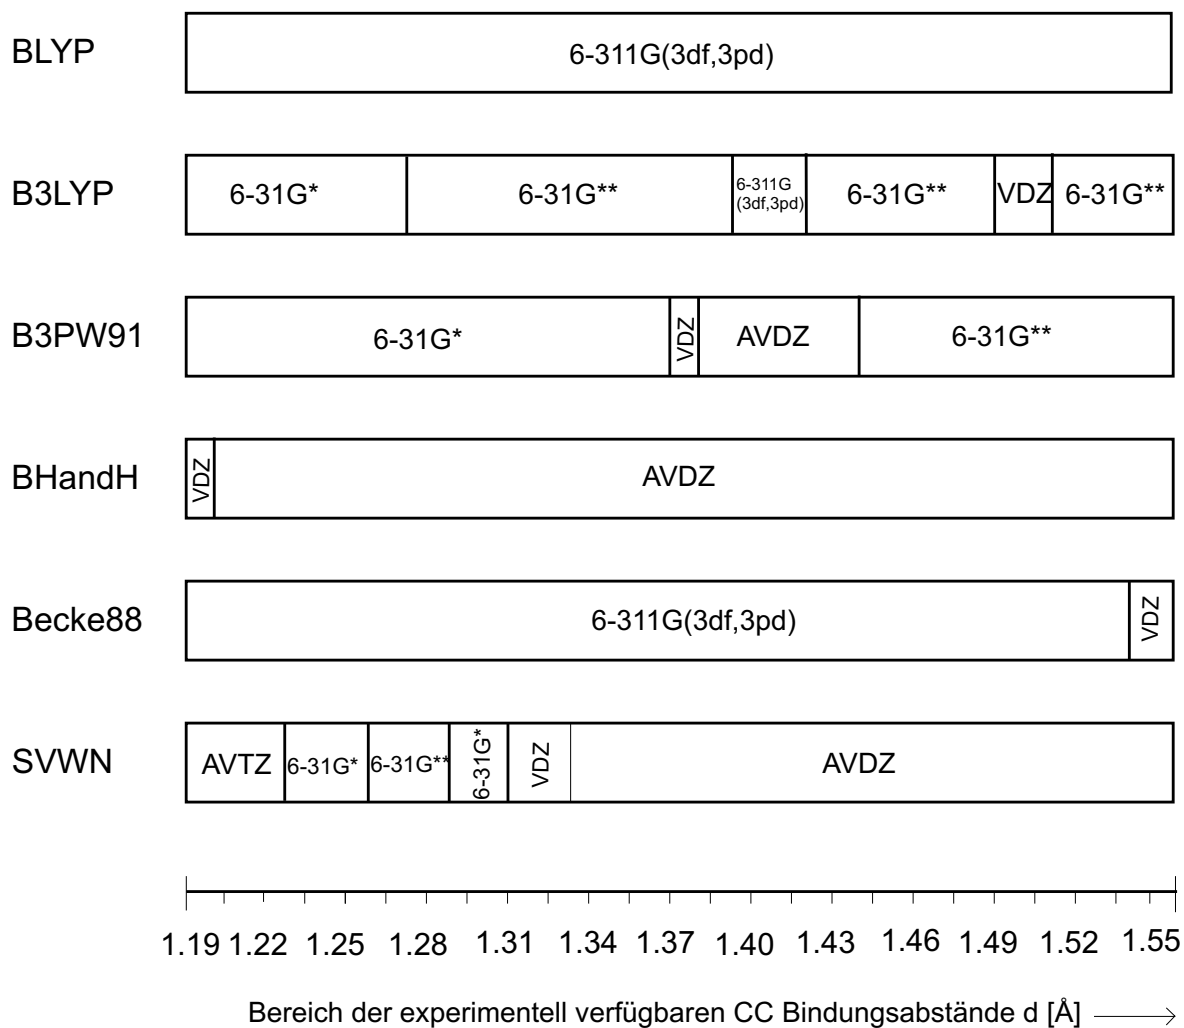 BLYP
6-311G(3df,3pd)
B3LYP
6-31G*
6-31G**
6-311G
(3df,3pd)
6-31G**
VDZ
6-31G**
B3PW91
6-31G*
VDZ
AVDZ
6-31G**
BHandH
VDZ
AVDZ
Becke88
6-311G(3df,3pd)
VDZ
SVWN
AVTZ
6-31G*
6-31G**
6-31G*
VDZ
AVDZ
1.19 1.22 1.25 1.28 1.31 1.34 1.37 1.40 1.43 1.46 1.49 1.52 1.55
Bereich der experimentell verfügbaren CC Bindungsabstände d [Å]